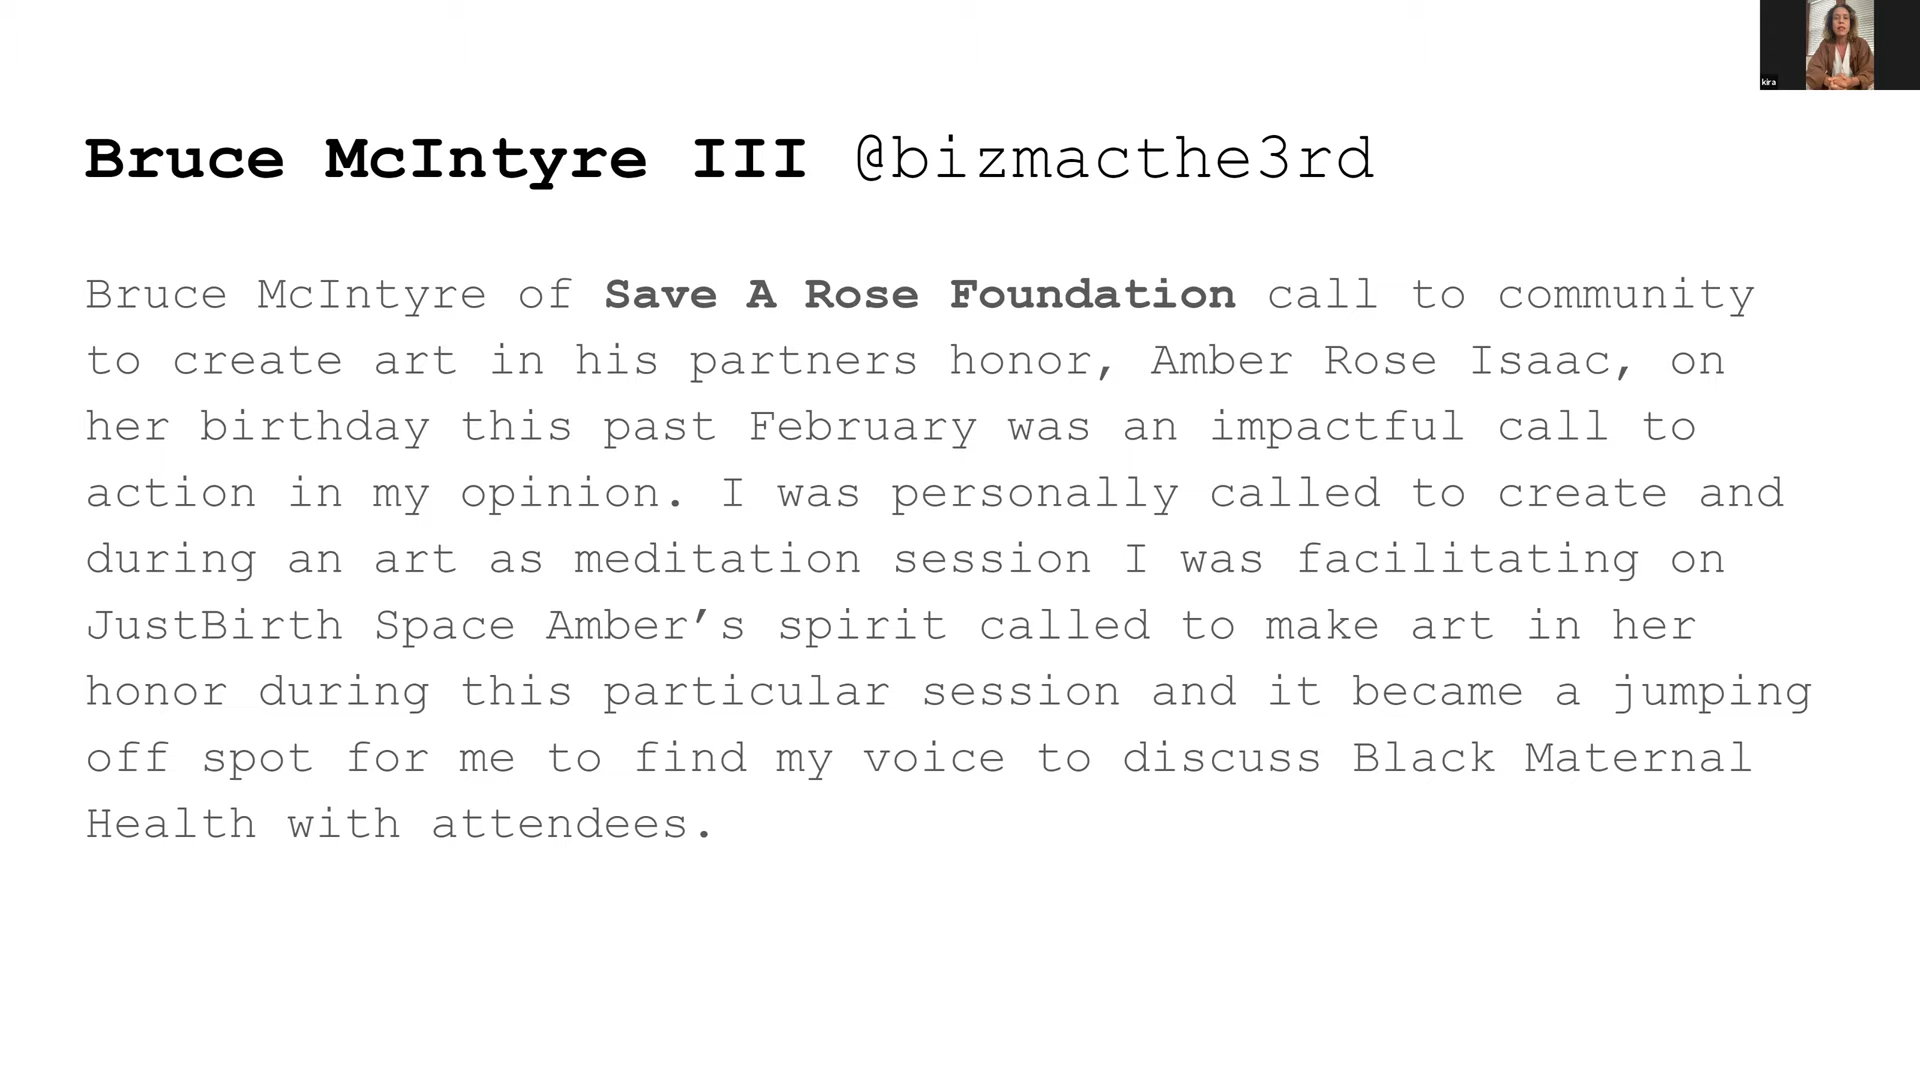 kira
Bruce McIntyre III @bizmacthe3rd
Bruce McIntyre of Save A Rose Foundation call to community
to create art in his partners honor, Amber Rose Isaac, on
her birthday this past February was an impactful call to
action in my opinion. I was personally called to create and
during an art as meditation session I was facilitating on
JustBirth Space Amber’s spirit called to make art in her
honor during this particular session and it became a jumping
off spot for me to find my voice to discuss Black Maternal
Health with attendees.